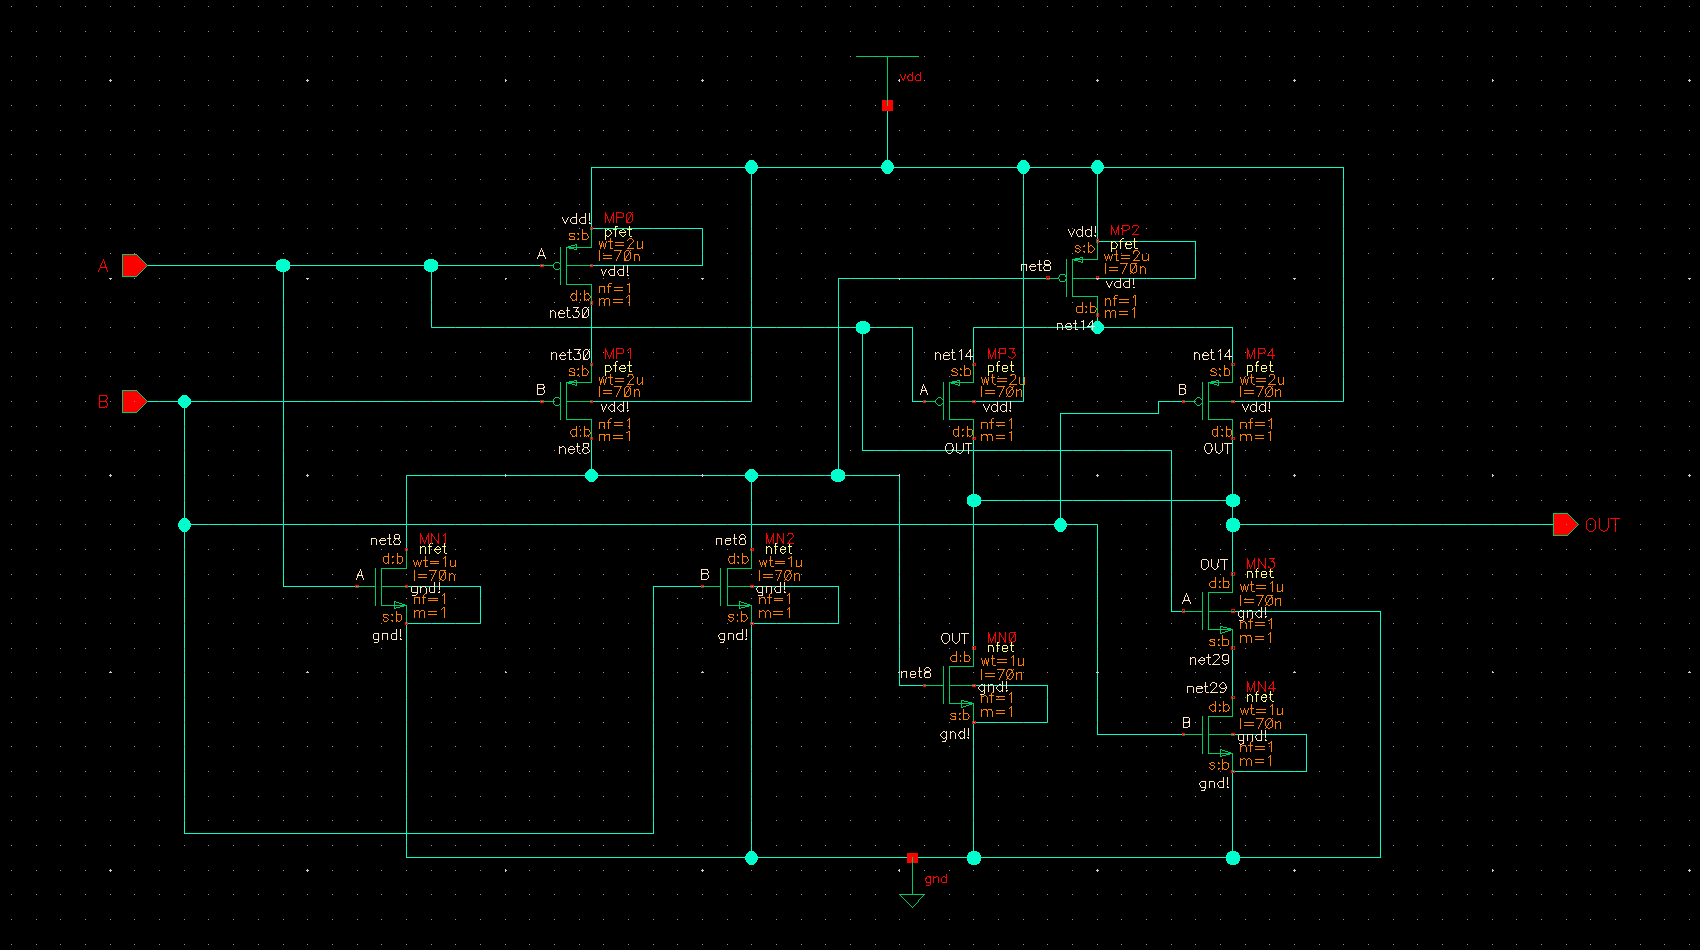 vdd
vdd!
MP0
pfet
s:b
wt=2u
l=70n
A
vdd!
nf=1
d:b
m=1
net30
vdd!
MP2
pfet
s:b
wt=2u
l=70n
net8
vdd!
nf=1
d:b
m=1
net14
A
B
net30
MP1
pfet
s:b
wt=2u
l=70n
B
vdd!
nf=1
d:b
m=1
net8
net14
MP3
pfet
s:b
wt=2u
l=70n
A
vdd!
nf=1
d:b
m=1
OUT
net14
MP4
pfet
s:b
wt=2u
l=70n
B
vdd!
nf=1
d:b
m=1
OUT
OUT
net8
MN1
nfet
d:b
wt=1u
l=70n
A
gnd!
nf=1
s:b
m=1
gnd!
net8
MN2
nfet
d:b
wt=1u
l=70n
B
gnd!
nf=1
s:b
m=1
gnd!
OUT
MN3
nfet
d:b
wt=1u
l=70n
A
gnd!
nf=1
s:b
m=1
net29
OUT
MN0
nfet
d:b
wt=1u
l=70n
net8
gnd!
nf=1
s:b
m=1
gnd!
net29
MN4
nfet
d:b
wt=1u
l=70n
B
gnd!
nf=1
s:b
m=1
gnd!
gnd